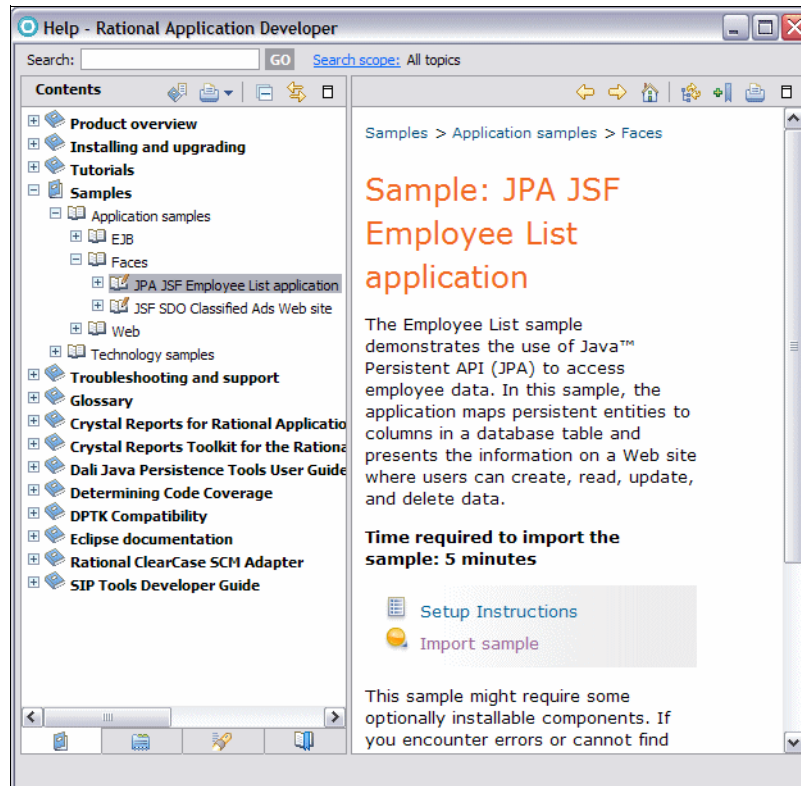 Help - Rational Application Developer
Search:
GO
Search scope: All topics
Contents
Product overview
Installing and upgrading
Tutorials
Samples
Application samples
EJB
Faces
JPA JSF Employee List application
JSF SDO Classified Ads Web site
Web
Technology samples
Troubleshooting and support
Glossary
Crystal Reports for Rational Applicatio
Crystal Reports Toolkit for the Rationa
Dali Java Persistence Tools User Guide
Determining Code Coverage
DPTK Compatibility
Eclipse documentation
Rational ClearCase SCM Adapter
SIP Tools Developer Guide
Samples > Application samples > Faces
Sample: JPA JSF
Employee List
application
The Employee List sample
demonstrates the use of Java™
Persistent API (JPA) to access
employee data. In this sample, the
application maps persistent entities to
columns in a database table and
presents the information on a Web site
where users can create, read, update,
and delete data.
Time required to import the
sample: 5 minutes
Setup Instructions
Import sample
This sample might require some
optionally installable components. If
you encounter errors or cannot find